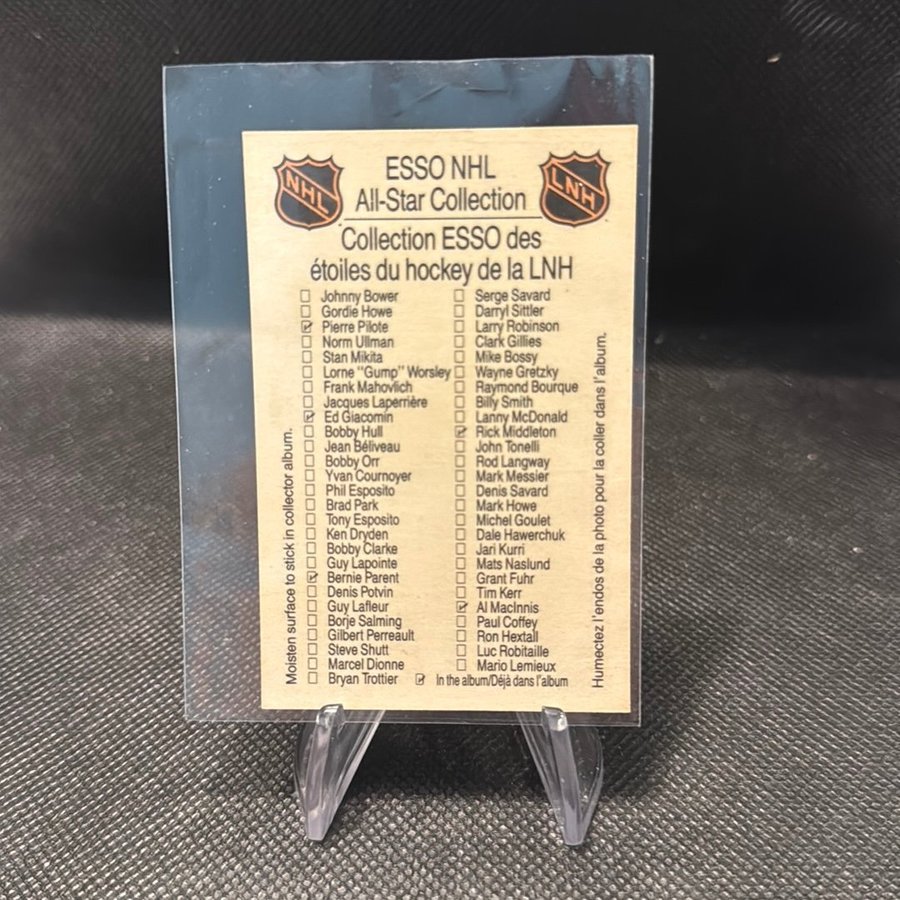 NHL
ESSO NHL
All-Star Collection
LNH
Collection ESSO des
étoiles du hockey de la LNH
Johnny Bower
Gordie Howe
Pierre Pilote
Norm Ullman
Stan Mikita
Lorne "Gump" Worsley
Frank Mahovlich
Jacques Laperrière
Ed Giacomin
Bobby Hull
Jean Béliveau
Bobby Orr
Yvan Cournoyer
Phil Esposito
Brad Park
Tony Esposito
Ken Dryden
Bobby Clarke
Guy Lapointe
Bernie Parent
Denis Potvin
Guy Lafleur
Borje Salming
Gilbert Perreault
Steve Shutt
Marcel Dionne
Bryan Trottier
Serge Savard
Darryl Sittler
Larry Robinson
Clark Gillies
Mike Bossy
Wayne Gretzky
Raymond Bourque
Billy Smith
Lanny McDonald
Rick Middleton
John Tonelli
Rod Langway
Mark Messier
Denis Savard
Mark Howe
Michel Goulet
Dale Hawerchuk
Jari Kurri
Mats Naslund
Grant Fuhr
Tim Kerr
Al MacInnis
Paul Coffey
Ron Hextall
Luc Robitaille
Mario Lemieux
In the album/Déjà dans l'album
Moisten surface to stick in collector album.
Humectez l'endos de la photo pour la coller dans l'album.